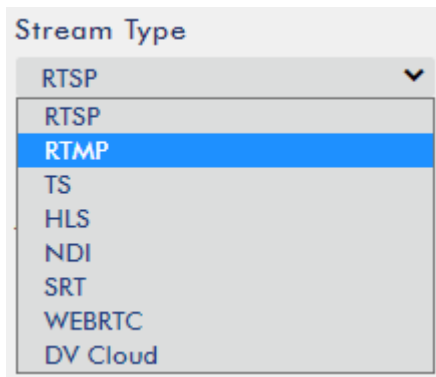 Stream Type
RTSP
RTSP
RTMP
TS
HLS
NDI
SRT
WEBRTC
DV Cloud